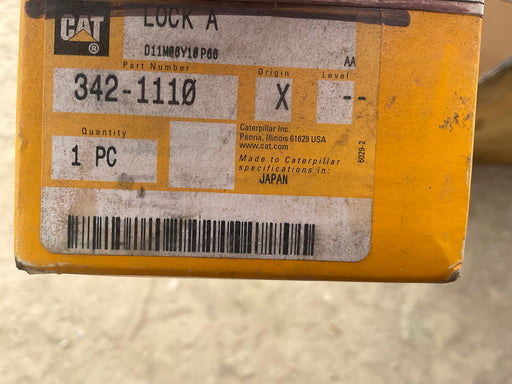 CAT
®
LOCK A
D11M06Y10P66
AA
Part Number
Origin
Level
342-1110
X
--
Quantity
1 PC
Caterpillar Inc.
Peoria, Illinois 61629 USA
www.cat.com
Made to Caterpillar
specifications in:
JAPAN
6029-2